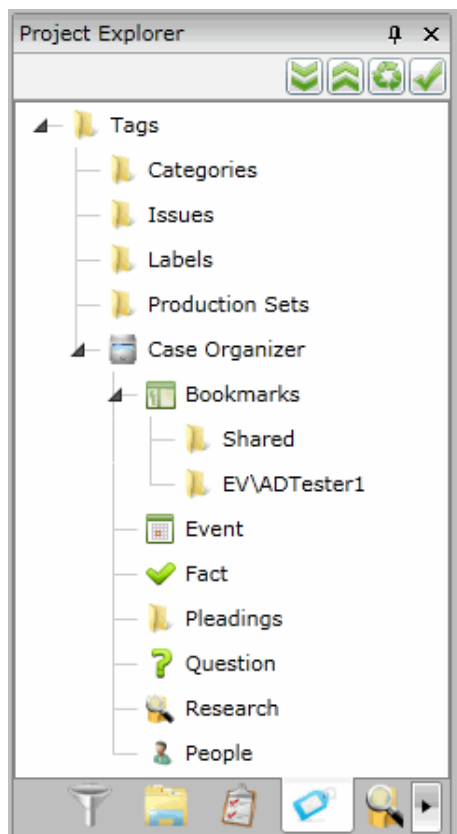 Project Explorer
Tags
Categories
Issues
Labels
Production Sets
Case Organizer
Bookmarks
Shared
EV\ADTester1
Event
Fact
Pleadings
Question
Research
People